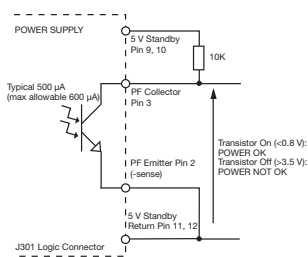 POWER SUPPLY
5 V Standby
Pin 9, 10
10K
Typical 500 µA
(max allowable 600 µA)
PF Collector
Pin 3
Transistor On (<0.8 V):
POWER OK
Transistor Off (>3.5 V):
POWER NOT OK
PF Emitter Pin 2
(-sense)
5 V Standby
Return Pin 11, 12
J301 Logic Connector